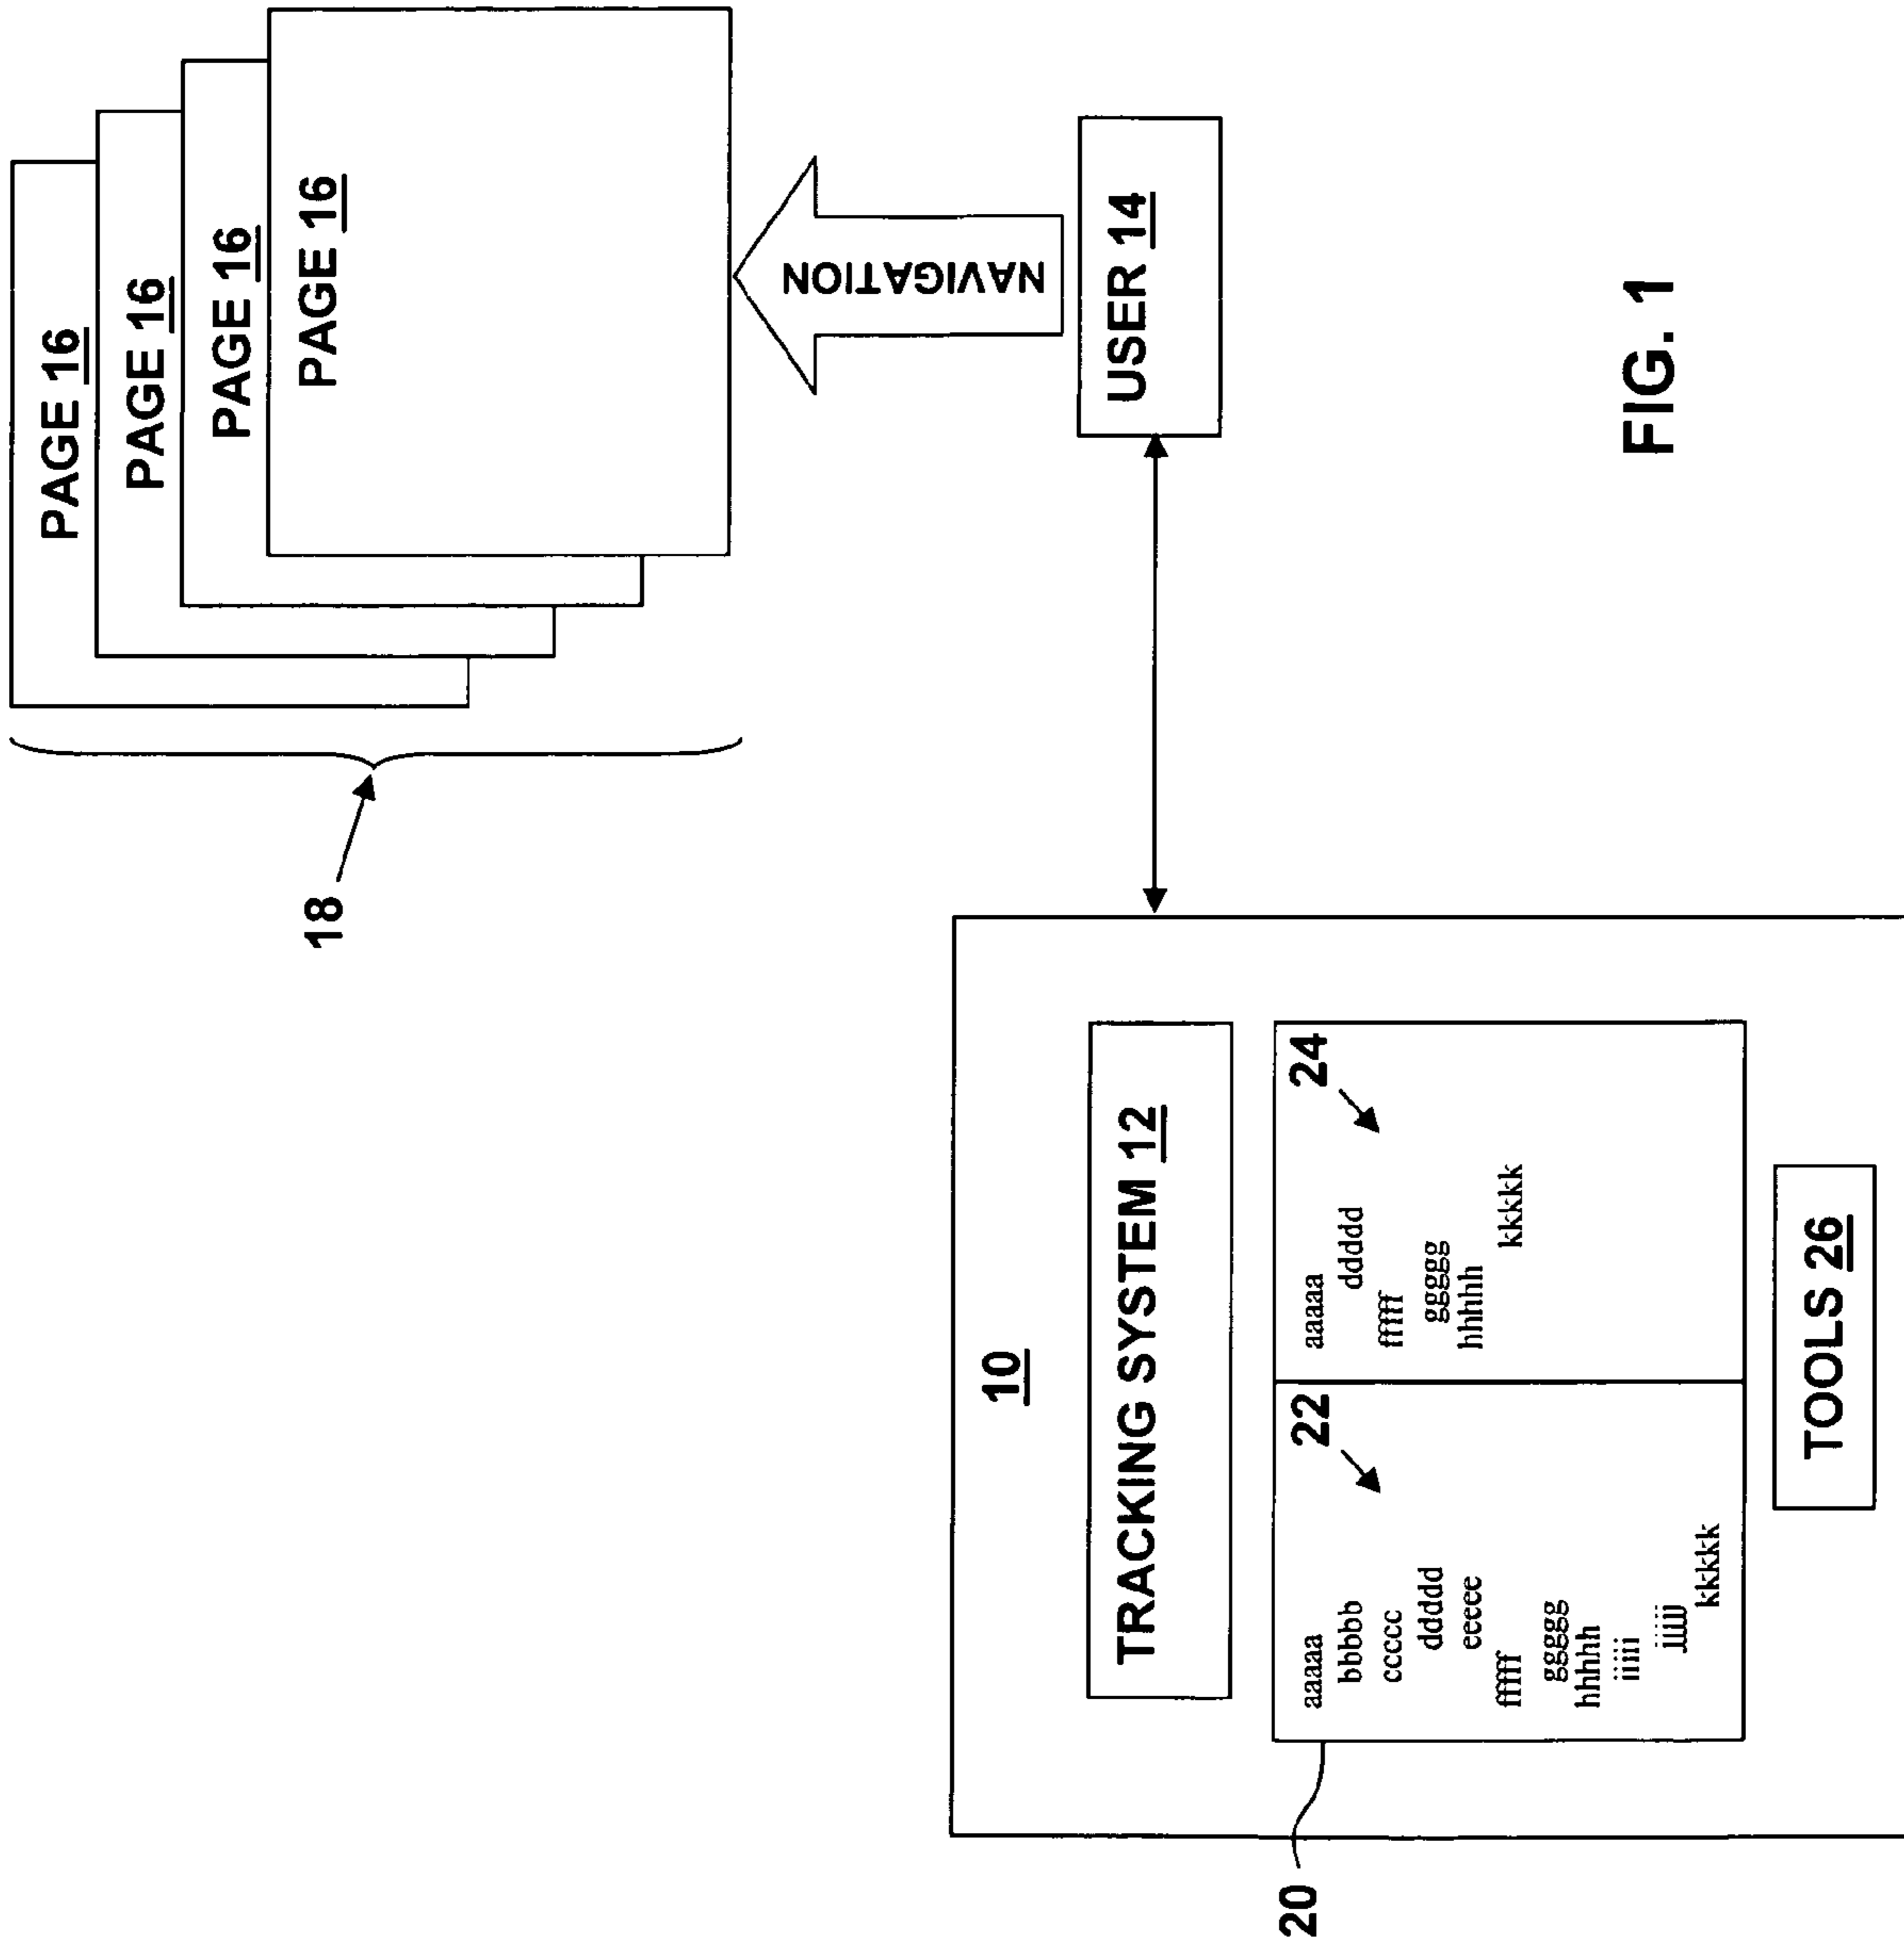 PAGE 16
PAGE 16
PAGE 16
PAGE 16
18
NAVIGATION
USER 14
10
TRACKING SYSTEM 12
20
22
aaaaa
bbbbb
ccccc
ddddd
eeeee
fffff
ggggg
hhhhh
iiiii
jjjjj
kkkkk
24
aaaaa
ddddd
fffff
ggggg
hhhhh
kkkkk
TOOLS 26
FIG. 1